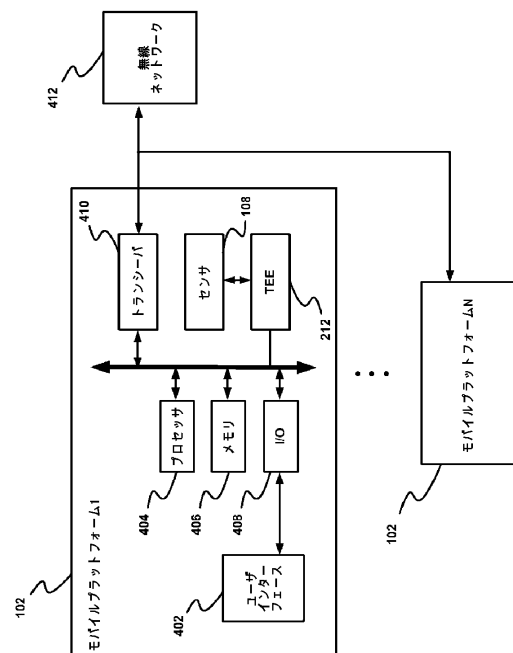 102
モバイルプラットフォーム1
402
ユーザ
インター
フェース
404
プロセッサ
406
メモリ
408
I/O
410
トランシーバ
センサ
108
TEE
212
412
無線
ネットワーク
モバイルプラットフォームN
102